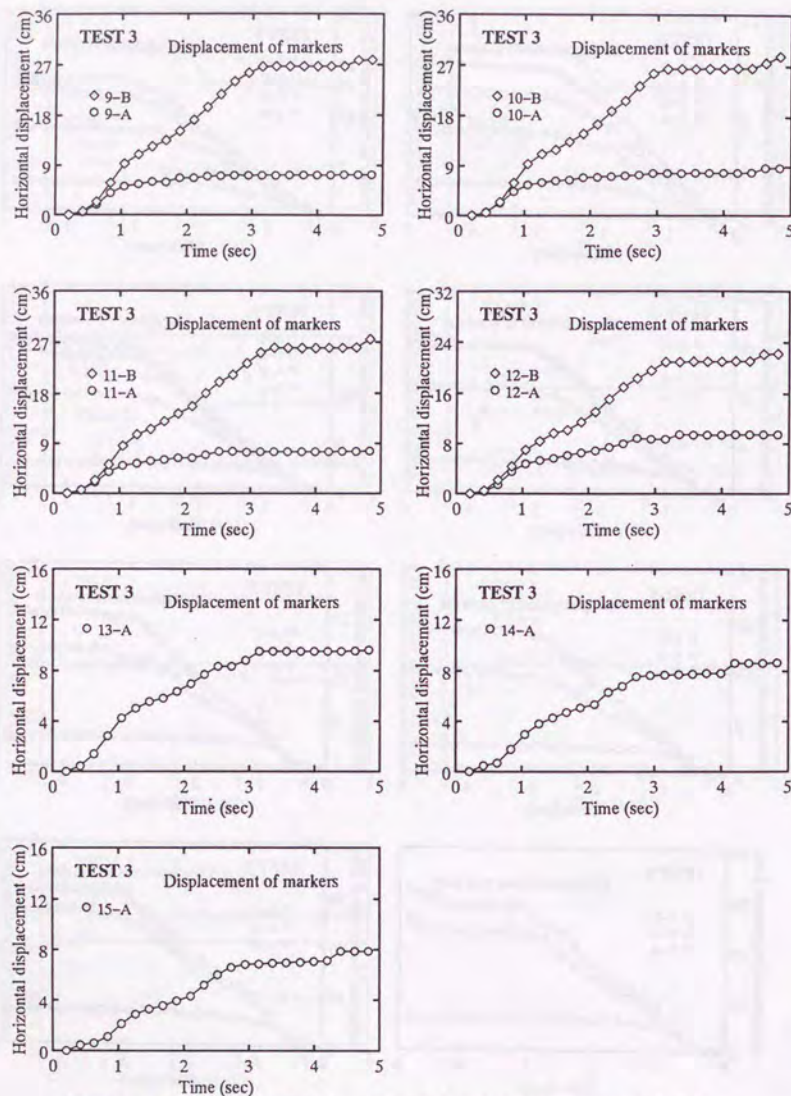 Horizontal displacement (cm)
36
27
18
9
0
TEST 3
Displacement of markers
◇ 9–B
○ 9–A
0 1 2 3 4 5
Time (sec)
Horizontal displacement (cm)
36
27
18
9
0
TEST 3
Displacement of markers
◇ 10–B
○ 10–A
0 1 2 3 4 5
Time (sec)
Horizontal displacement (cm)
36
27
18
9
0
TEST 3
Displacement of markers
◇ 11–B
○ 11–A
0 1 2 3 4 5
Time (sec)
Horizontal displacement (cm)
32
24
16
8
0
TEST 3
Displacement of markers
◇ 12–B
○ 12–A
0 1 2 3 4 5
Time (sec)
Horizontal displacement (cm)
16
12
8
4
0
TEST 3
Displacement of markers
○ 13–A
0 1 2 3 4 5
Time (sec)
Horizontal displacement (cm)
16
12
8
4
0
TEST 3
Displacement of markers
○ 14–A
0 1 2 3 4 5
Time (sec)
Horizontal displacement (cm)
16
12
8
4
0
TEST 3
Displacement of markers
○ 15–A
0 1 2 3 4 5
Time (sec)